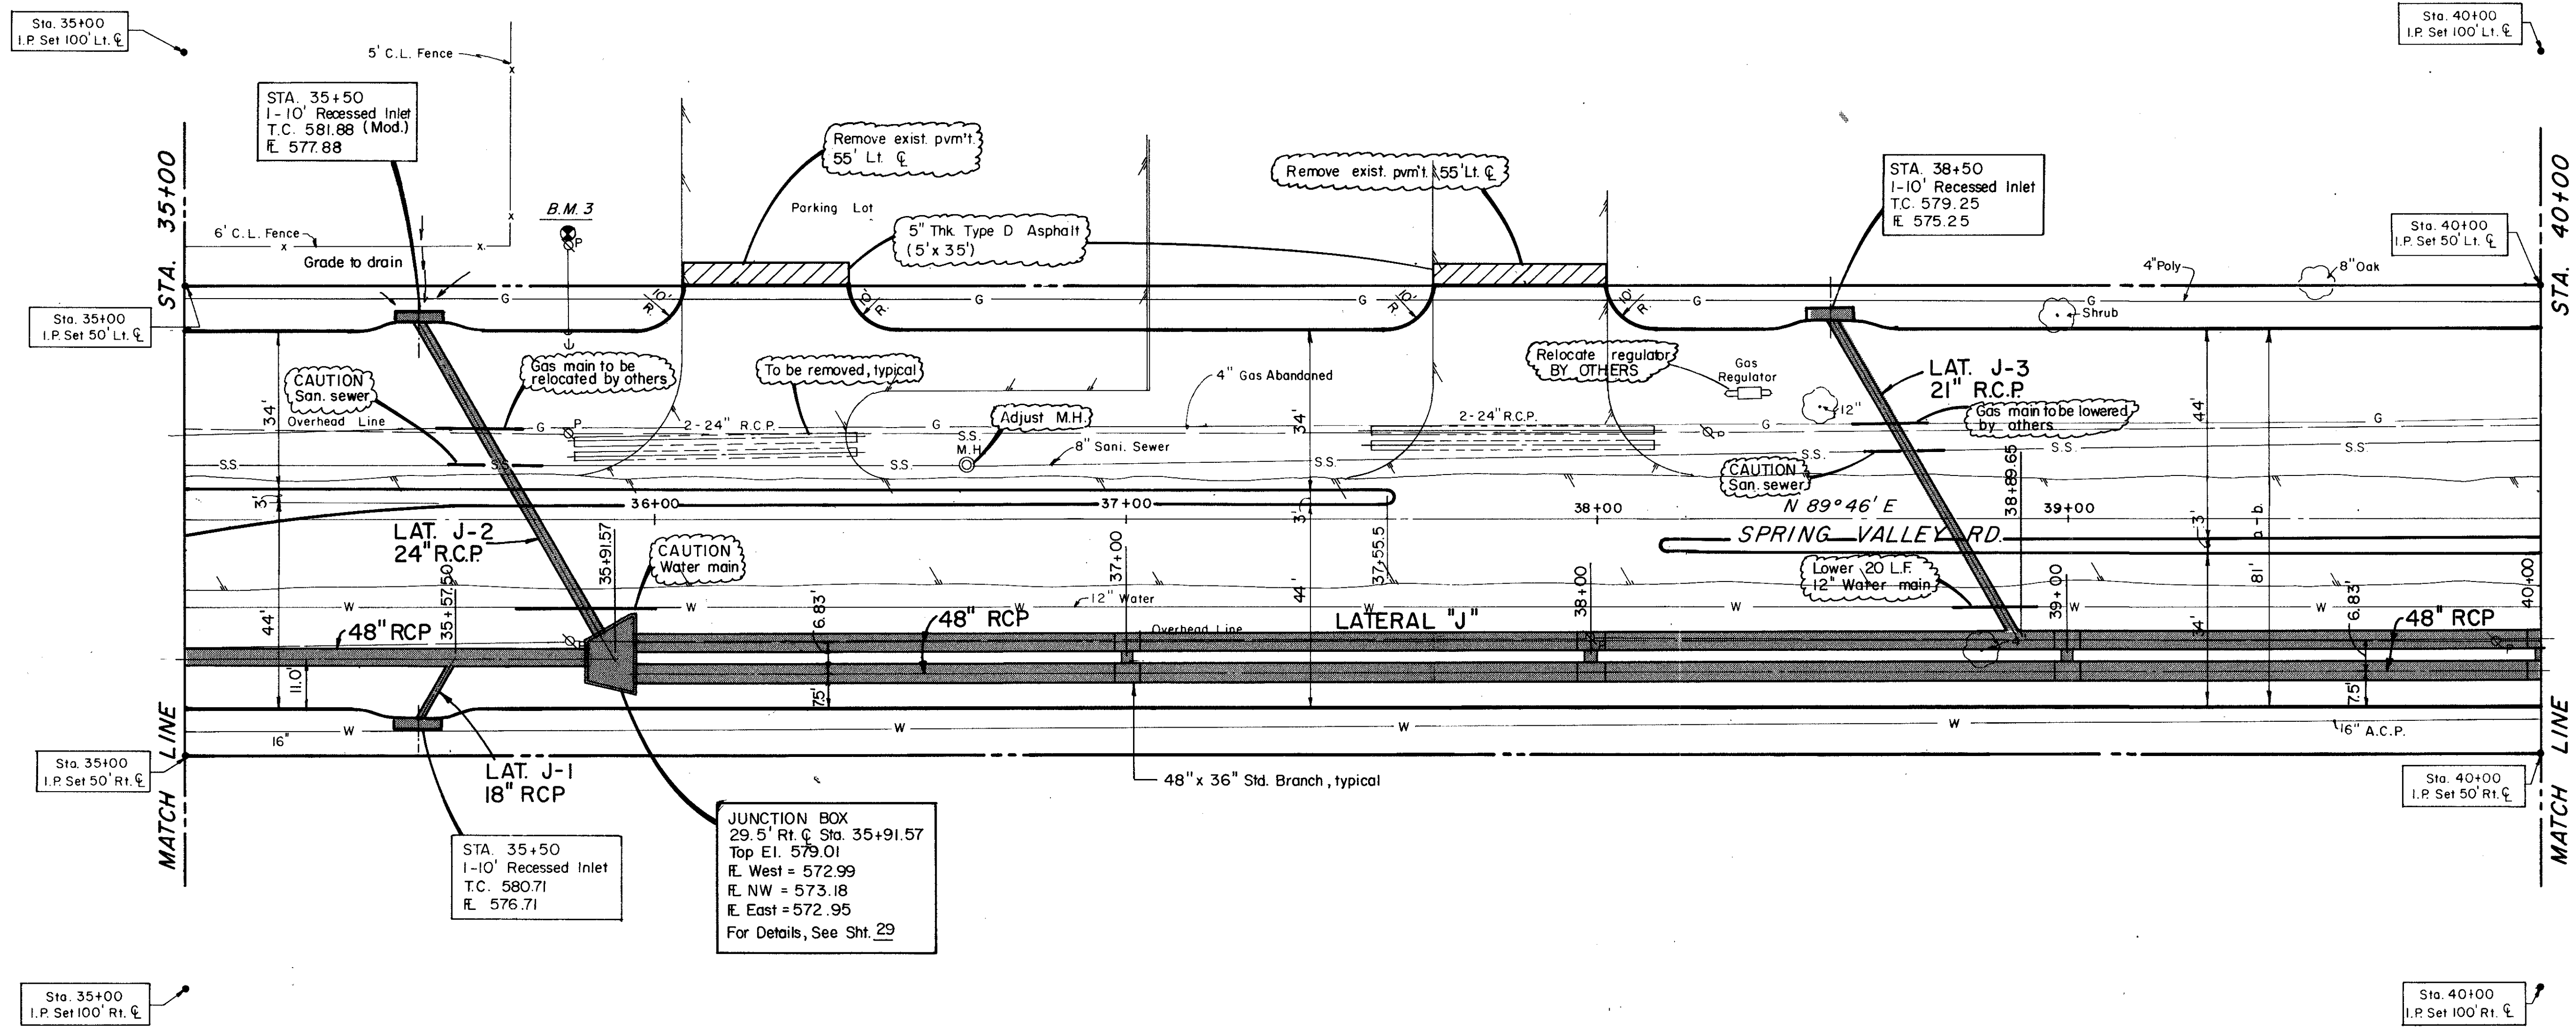 Sta. 35+00
I.P. Set 100' Lt. ℄
Sta. 40+00
I.P. Set 100' Lt. ℄
5' C.L. Fence
x
STA. 35+50
1-10' Recessed Inlet
T.C. 581.88 (Mod.)
FL 577.88
Remove exist. pvm't.
55' Lt. ℄
Remove exist. pvm't. 55' Lt. ℄
STA. 38+50
1-10' Recessed Inlet
T.C. 579.25
FL 575.25
STA. 35+00
STA. 40+00
B.M. 3
P
Parking Lot
5" Thk. Type D Asphalt
(5' x 35')
x
6' C.L. Fence
x
x
Grade to drain
Sta. 40+00
I.P. Set 50' Lt. ℄
4" Poly
8" Oak
Sta. 35+00
I.P. Set 50' Lt. ℄
G
10' R.
10' R.
G
G
10' R.
10' R.
G
G
Shrub
CAUTION
San. sewer
Gas main to be
relocated by others
To be removed, typical
4" Gas Abandoned
Relocate regulator
BY OTHERS
Gas
Regulator
LAT. J-3
21" R.C.P.
12"
Gas main to be lowered
by others
34'
Overhead Line
G
P
2-24" R.C.P.
G
Adjust M.H.
S.S.
M.H.
8" Sani. Sewer
34'
2-24" R.C.P.
P
G
G
44'
S.S.
S.S.
S.S.
S.S.
S.S.
S.S.
S.S.
CAUTION
San. sewer
3'
36+00
37+00
3'
38+00
N 89°46' E
38+89.65
39+00
3'
81' a-b
SPRING VALLEY RD.
LAT. J-2
24" R.C.P.
35+91.57
CAUTION
Water main
37+00
37+55.5
38+00
Lower 20 L.F.
12" Water main
39+00
40+00
35+57.50
W
W
W
12" Water
W
W
W
W
44'
48" RCP
6.83'
48" RCP
Overhead Line
44'
LATERAL "J"
34'
6.83'
48" RCP
P
11.0'
7.5'
7.5'
16"
W
W
W
W
16" A.C.P.
MATCH LINE
MATCH LINE
Sta. 35+00
I.P. Set 50' Rt. ℄
LAT. J-1
18" RCP
48" x 36" Std. Branch, typical
Sta. 40+00
I.P. Set 50' Rt. ℄
STA. 35+50
1-10' Recessed Inlet
T.C. 580.71
FL 576.71
JUNCTION BOX
29.5' Rt. ℄ Sta. 35+91.57
Top El. 579.01
FL West = 572.99
FL NW = 573.18
FL East = 572.95
For Details, See Sht. 29
Sta. 35+00
I.P. Set 100' Rt. ℄
Sta. 40+00
I.P. Set 100' Rt. ℄